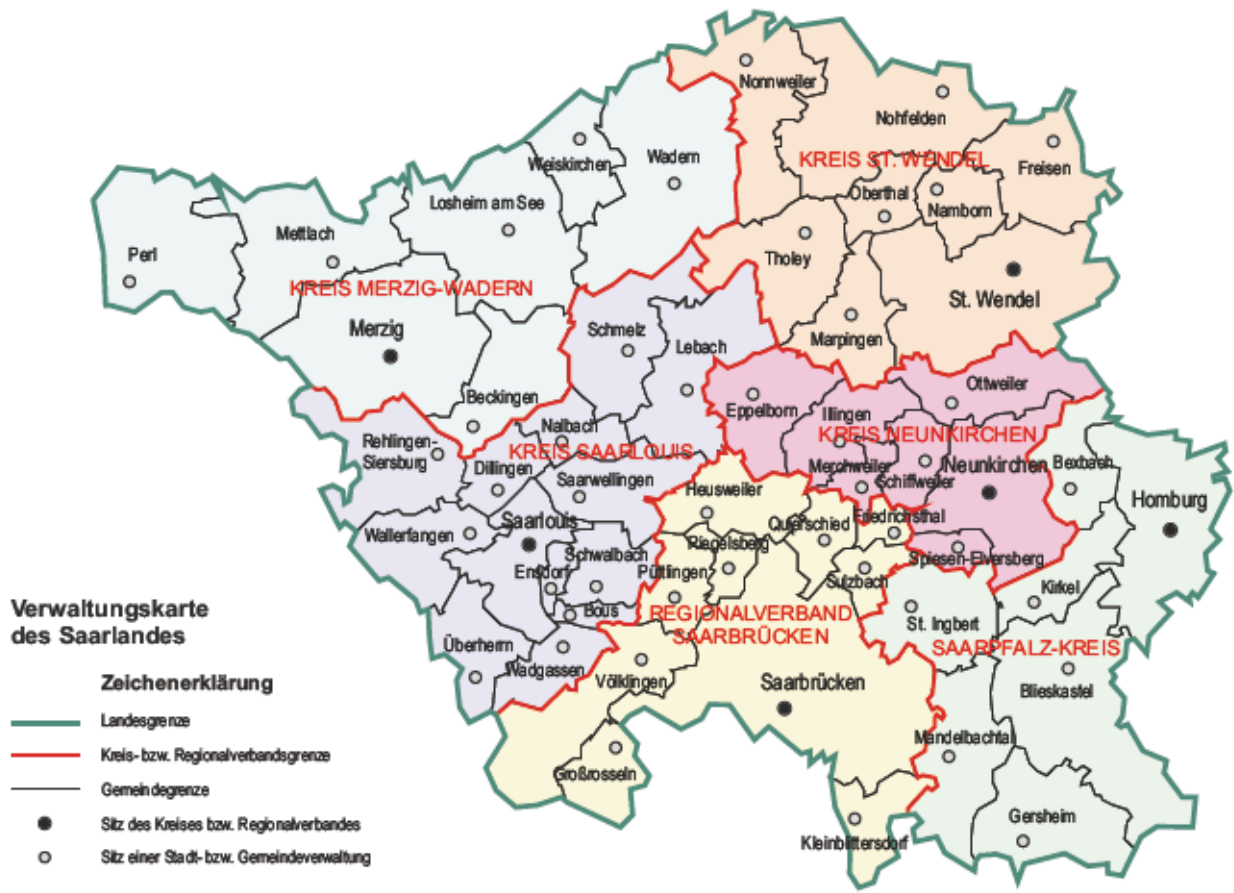 Nonnweiler
Nohfelden
Freisen
Weiskirchen
Wadern
KREIS ST. WENDEL
Oberthal
Namborn
Losheim am See
Mettlach
Perl
Tholey
KREIS MERZIG-WADERN
St. Wendel
Merzig
Schmelz
Marpingen
Lebach
Ottweiler
Beckingen
Eppelborn
Illingen
Nalbach
KREIS NEUNKIRCHEN
Rehlingen-
Siersburg
KREIS SAARLOUIS
Dillingen
Merchweiler
Neunkirchen
Bexbach
Saarwellingen
Schiffweiler
Heusweiler
Homburg
Quierschied
Friedrichsthal
Saarlouis
Wallerfangen
Riegelsberg
Schwalbach
Spiesen-Elversberg
Ensdorf
Püttlingen
Sulzbach
Kirkel
Bous
REGIONALVERBAND
SAARBRÜCKEN
St. Ingbert
Überherrn
SAARPFALZ-KREIS
Wadgassen
Völklingen
Saarbrücken
Blieskastel
Mandelbachtal
Großrosseln
Gersheim
Kleinblittersdorf
Verwaltungskarte
des Saarlandes
Zeichenerklärung
Landesgrenze
Kreis- bzw. Regionalverbandsgrenze
Gemeindegrenze
Sitz des Kreises bzw. Regionalverbandes
Sitz einer Stadt- bzw. Gemeindeverwaltung